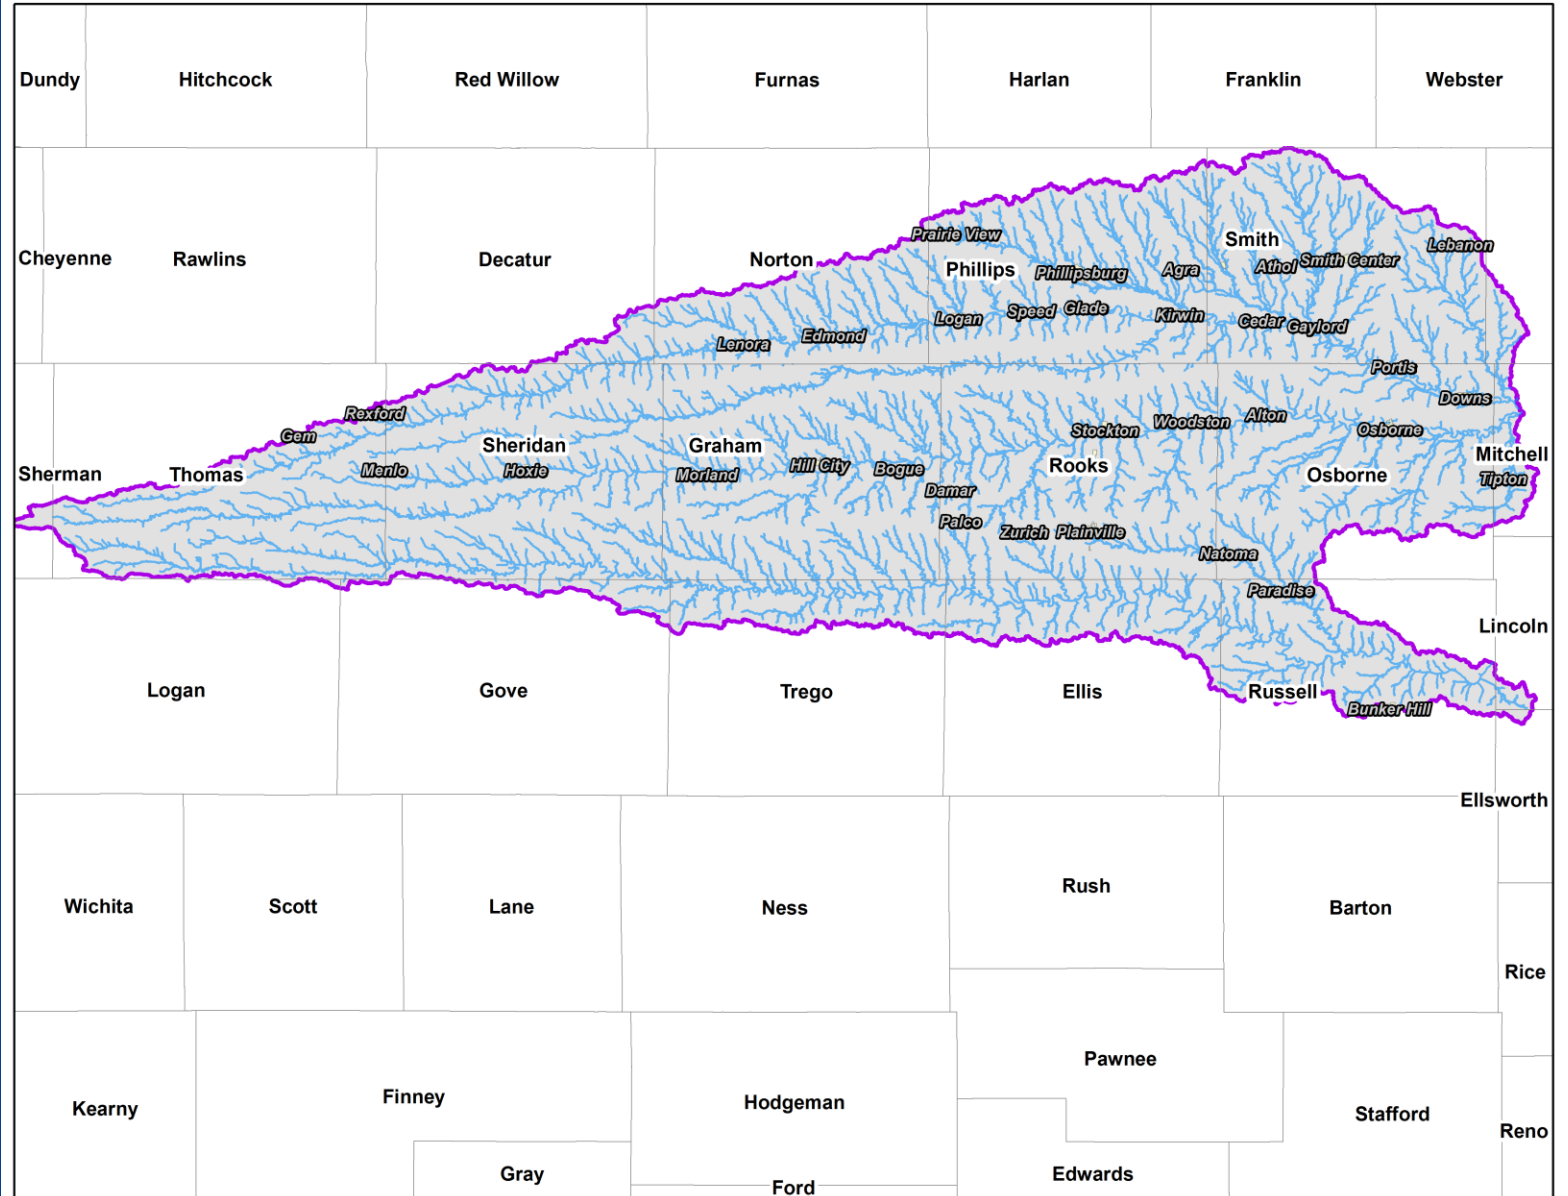 Dundy
Hitchcock
Red Willow
Furnas
Harlan
Franklin
Webster
Prairie View
Smith
Lebanon
Cheyenne
Rawlins
Decatur
Norton
Phillips
Phillipsburg
Agra
Athol
Smith Center
Logan
Speed
Glade
Kirwin
Cedar
Gaylord
Lenora
Edmond
Portis
Downs
Rexford
Gem
Stockton
Woodston
Alton
Osborne
Sheridan
Graham
Mitchell
Sherman
Thomas
Menlo
Hoxie
Morland
Hill City
Bogue
Rooks
Osborne
Tipton
Damar
Palco
Zurich
Plainville
Natoma
Paradise
Lincoln
Logan
Gove
Trego
Ellis
Russell
Bunker Hill
Ellsworth
Wichita
Scott
Lane
Ness
Rush
Barton
Rice
Pawnee
Kearny
Finney
Hodgeman
Stafford
Reno
Gray
Ford
Edwards